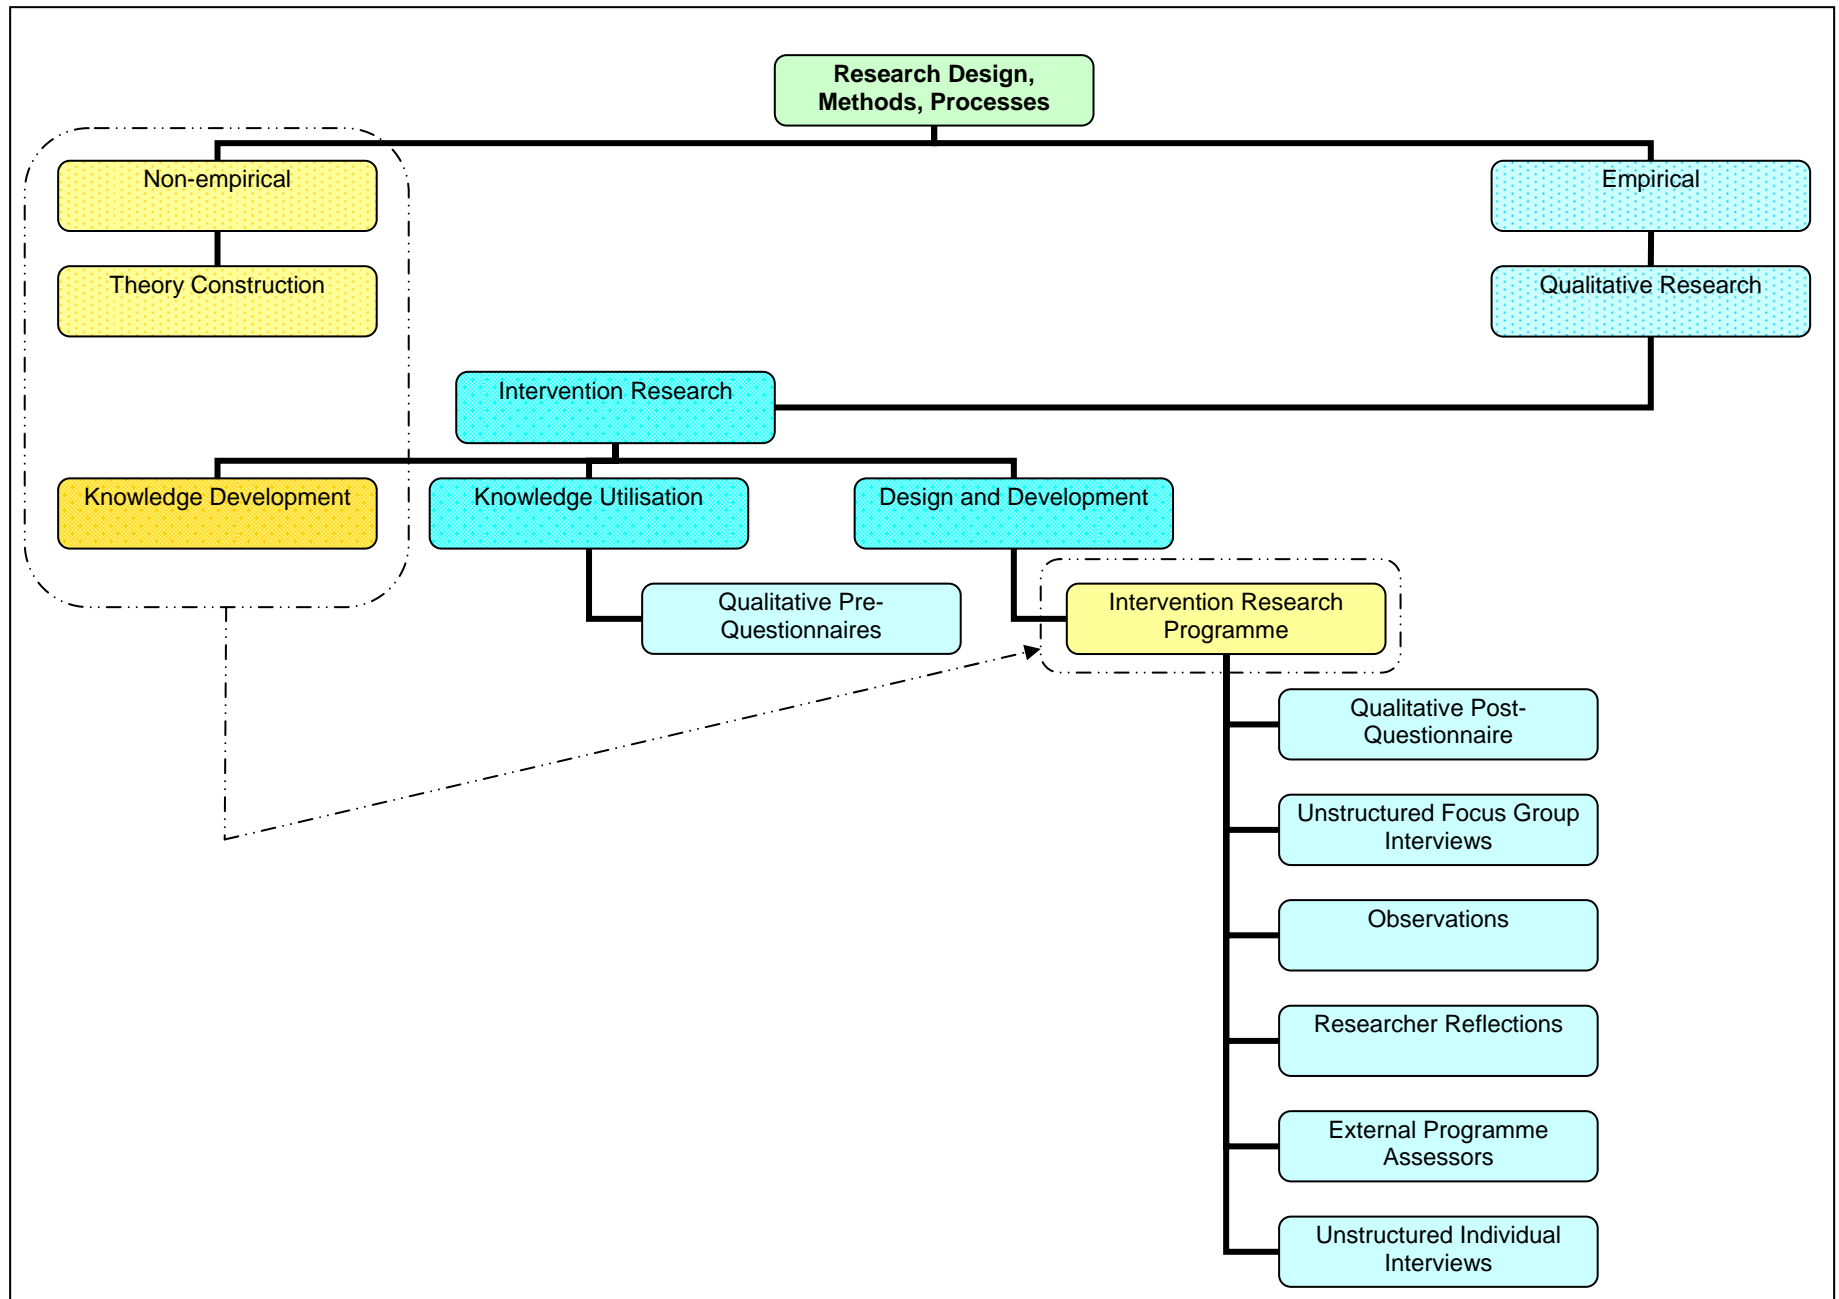 Research Design,
Methods, Processes
Non-empirical
Empirical
Theory Construction
Qualitative Research
Intervention Research
Knowledge Development
Knowledge Utilisation
Design and Development
Qualitative Pre-
Questionnaires
Intervention Research
Programme
Qualitative Post-
Questionnaire
Unstructured Focus Group
Interviews
Observations
Researcher Reflections
External Programme
Assessors
Unstructured Individual
Interviews